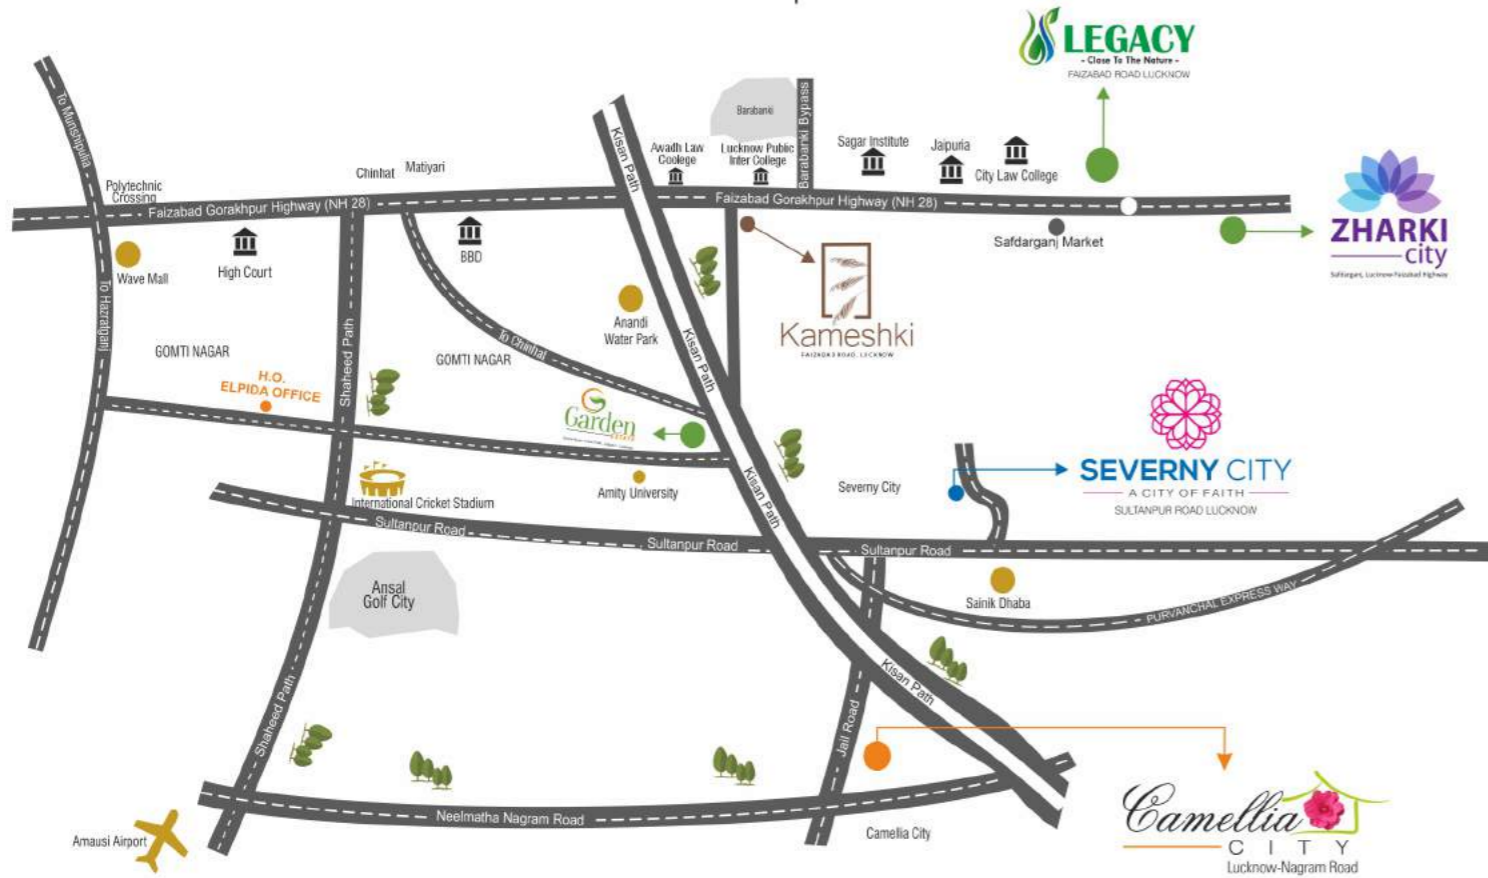 LEGACY
- Close To The Nature -
FAIZABAD ROAD LUCKNOW
To Munshipulia
Kisan Path
Barabanki
Barabanki Bypass
Awadh Law
Coolege
Lucknow Public
Inter College
Sagar Institute
Jaipuria
City Law College
Chinhat
Matiyari
Polytechnic
Crossing
Faizabad Gorakhpur Highway (NH 28)
Faizabad Gorakhpur Highway (NH 28)
ZHARKI
city
Safdarganj Market
Wave Mall
High Court
BBD
To Hazratganj
Shaheed Path
To Chinhat
Anandi
Water Park
Kisan Path
Kameshki
FAIZABAD ROAD, LUCKNOW
GOMTI NAGAR
GOMTI NAGAR
H.O.
ELPIDA OFFICE
Garden
SEVERNY CITY
A CITY OF FAITH
SULTANPUR ROAD LUCKNOW
International Cricket Stadium
Amity University
Kisan Path
Severny City
Sultanpur Road
Sultanpur Road
Sultanpur Road
Ansal
Golf City
Sainik Dhaba
PURVANCHAL EXPRESS WAY
Kisan Path
Shaheed Path
Jail Road
Neelmatha Nagram Road
Amausi Airport
Camellia City
Camellia
CITY
Lucknow-Nagram Road